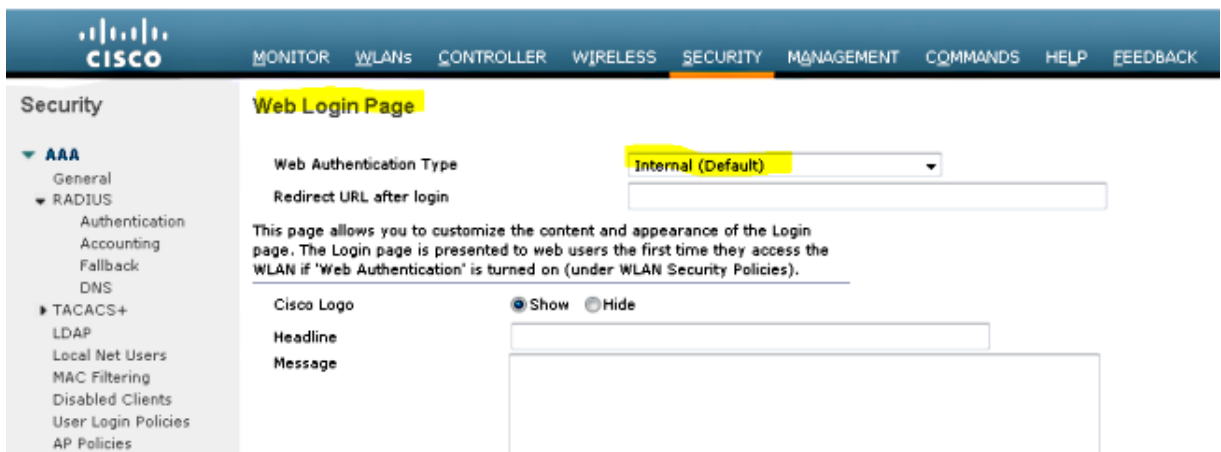 CISCO
MONITOR WLANs CONTROLLER WIRELESS SECURITY MANAGEMENT COMMANDS HELP FEEDBACK
Security
AAA
General
RADIUS
Authentication
Accounting
Fallback
DNS
TACACS+
LDAP
Local Net Users
MAC Filtering
Disabled Clients
User Login Policies
AP Policies
Web Login Page
Web Authentication Type Internal (Default)
Redirect URL after login
This page allows you to customize the content and appearance of the Login
page. The Login page is presented to web users the first time they access the
WLAN if 'Web Authentication' is turned on (under WLAN Security Policies).
Cisco Logo Show Hide
Headline
Message